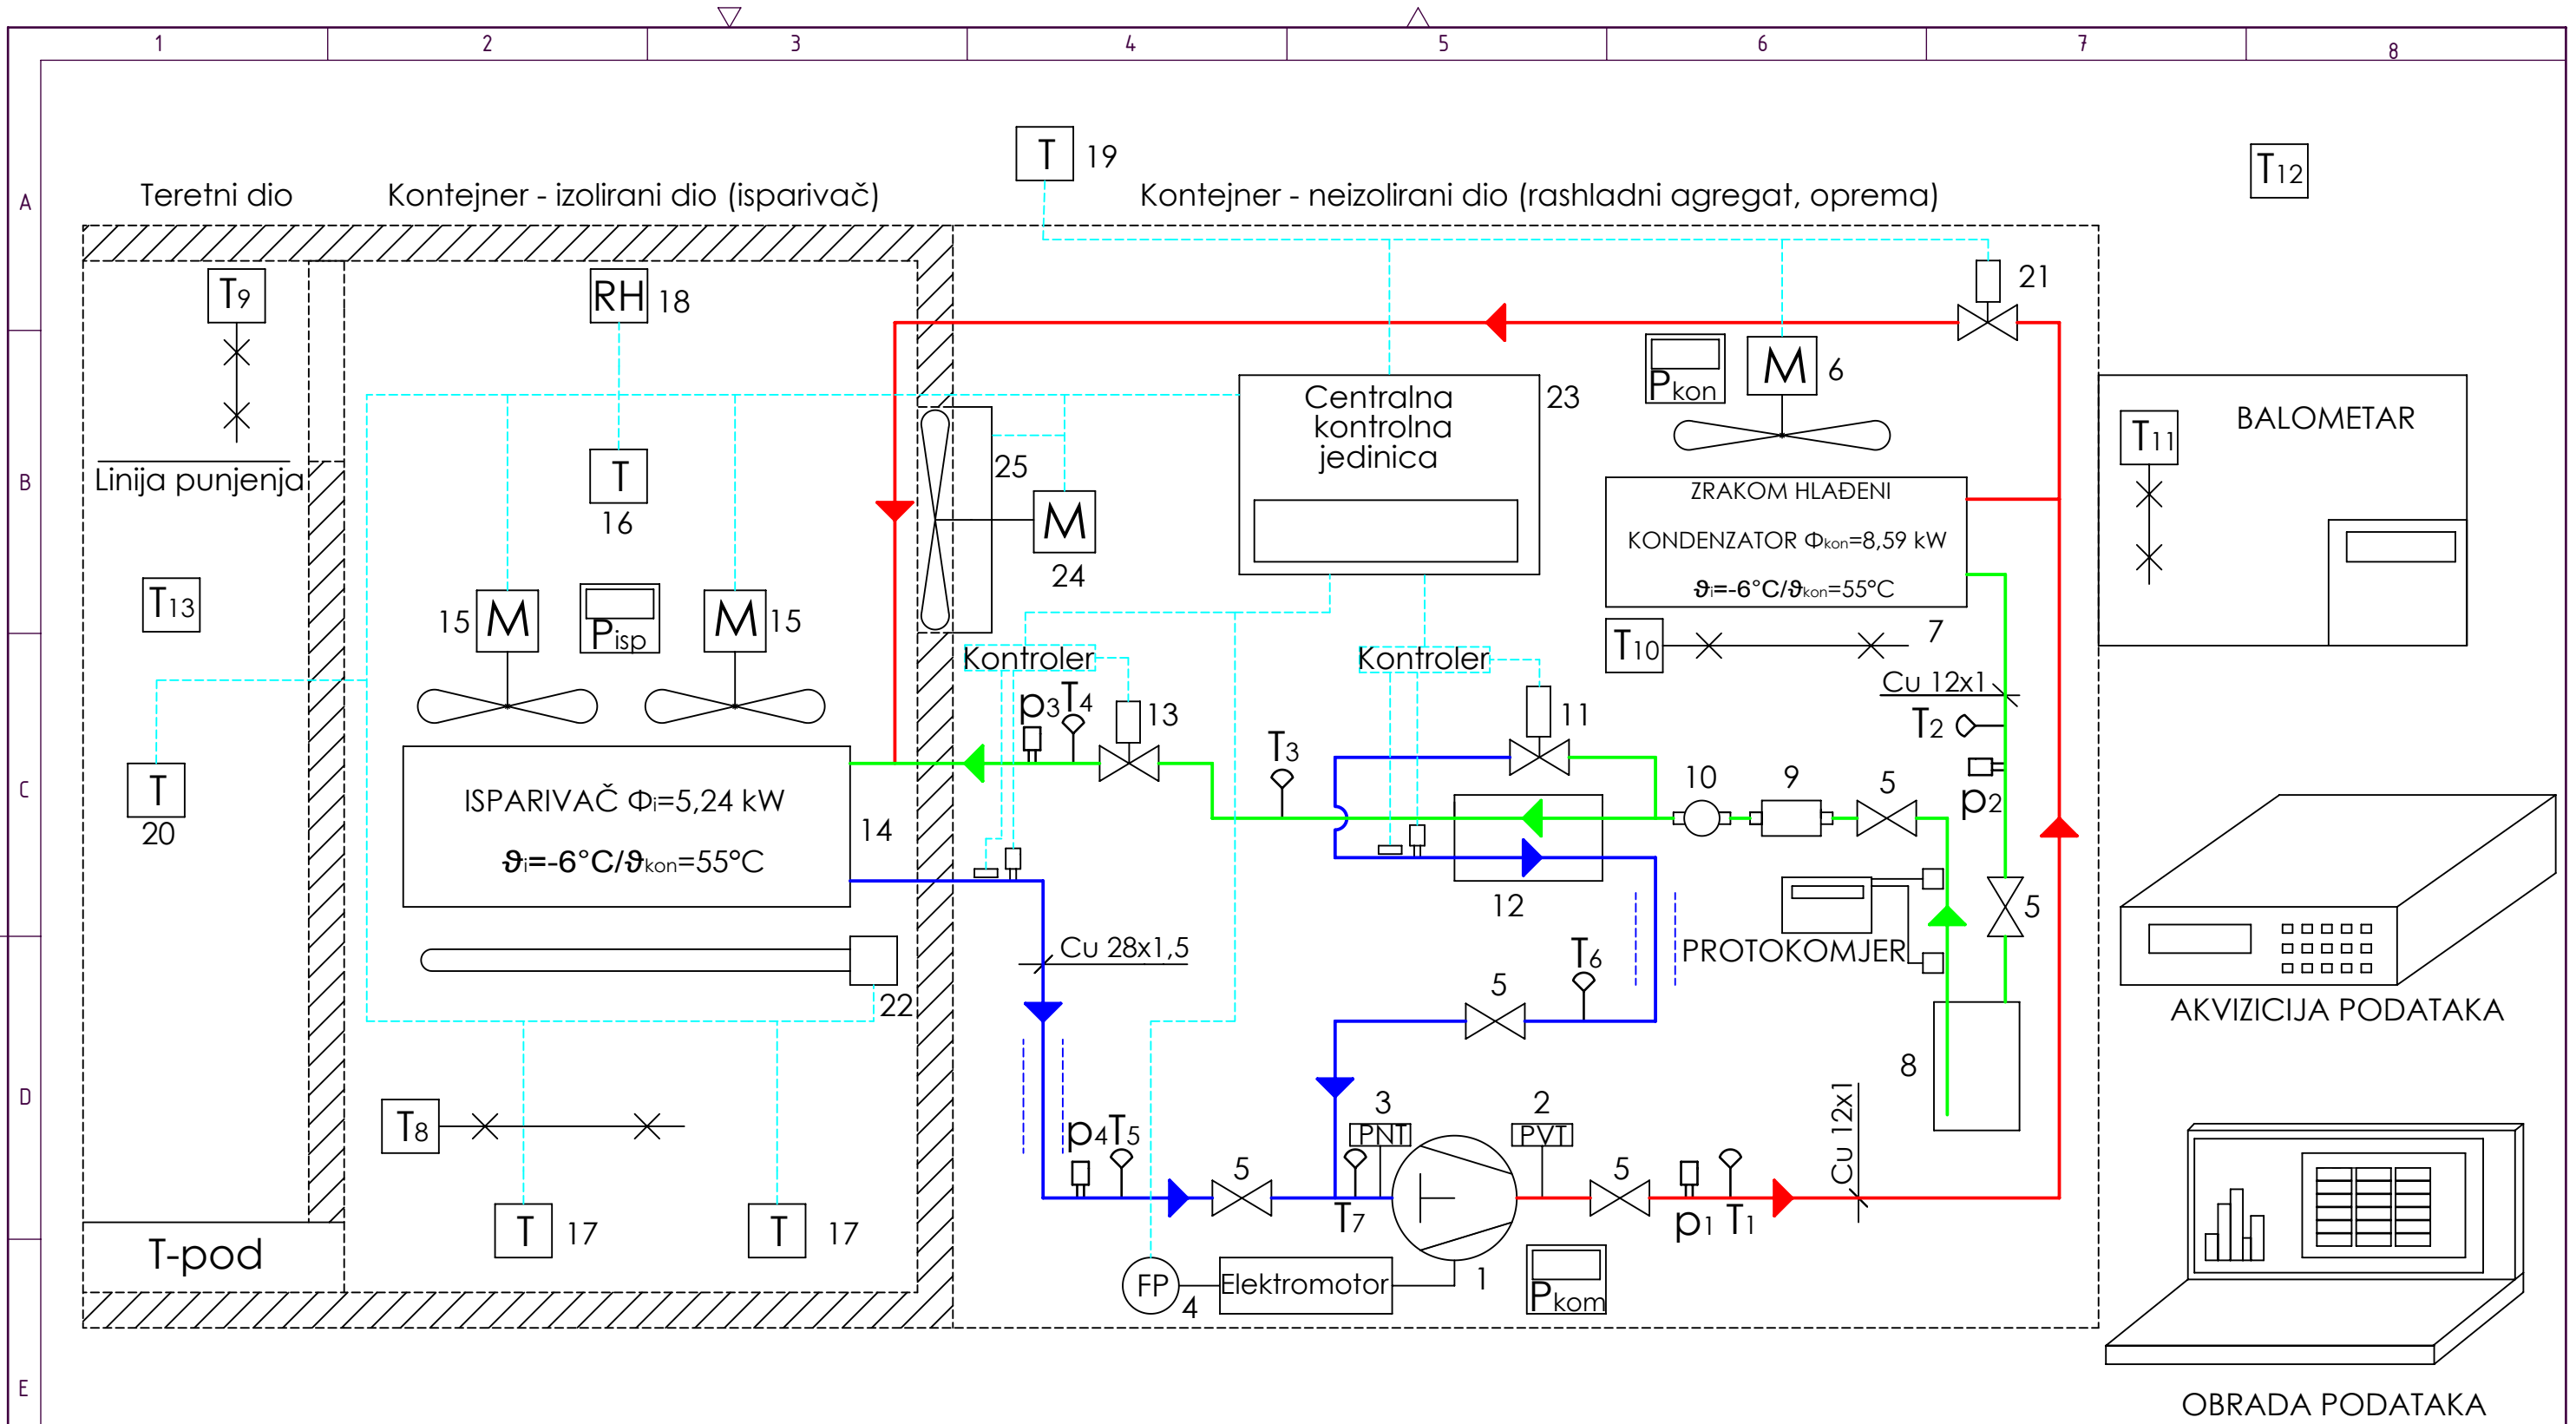 1 2 3 4 5 6 7 8
A
B
C
D
E
Teretni dio
Kontejner - izolirani dio (isparivač)
Kontejner - neizolirani dio (rashladni agregat, oprema)
T 19
T12
T9
RH 18
21
Linija punjenja
T
16
25
M
24
Centralna
kontrolna
jedinica
23
Pkon
M 6
ZRAKOM HLAĐENI
KONDENZATOR Φkon=8,59 kW
ϑi=-6°C/ϑkon=55°C
T11
BALOMETAR
T13
15 M
Pisp
M 15
Kontroler
Kontroler
T10
7
Cu 12x1
T2
p2
p3 T4
13
T3
11
10
9
5
T
20
ISPARIVAČ Φi=5,24 kW
ϑi=-6°C/ϑkon=55°C
14
12
5
PROTOKOMJER
Cu 28x1,5
22
5
T6
8
AKVIZICIJA PODATAKA
T8
p4 T5
5
3
PNT
2
PVT
5
Cu 12x1
T7
p1 T1
T 17
T 17
T-pod
FP
4
Elektromotor
1
Pkom
OBRADA PODATAKA